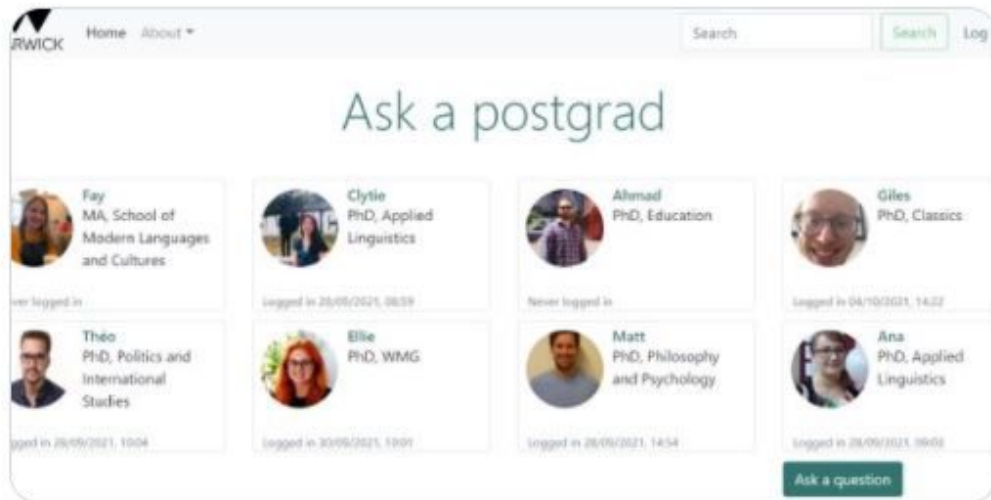 RWICK Home About Search Search Log
Ask a postgrad
Fay
MA, School of
Modern Languages
and Cultures
ver logged in
Clytie
PhD, Applied
Linguistics
Logged in 28/09/2021, 08:59
Ahmad
PhD, Education
Never logged in
Giles
PhD, Classics
Logged in 04/10/2021, 14:22
Théo
PhD, Politics and
International
Studies
gged in 28/09/2021, 10:04
Ellie
PhD, WMG
Logged in 30/09/2021, 10:01
Matt
PhD, Philosophy
and Psychology
Logged in 28/09/2021, 14:54
Ana
PhD, Applied
Linguistics
Logged in 28/09/2021, 09:03
Ask a question